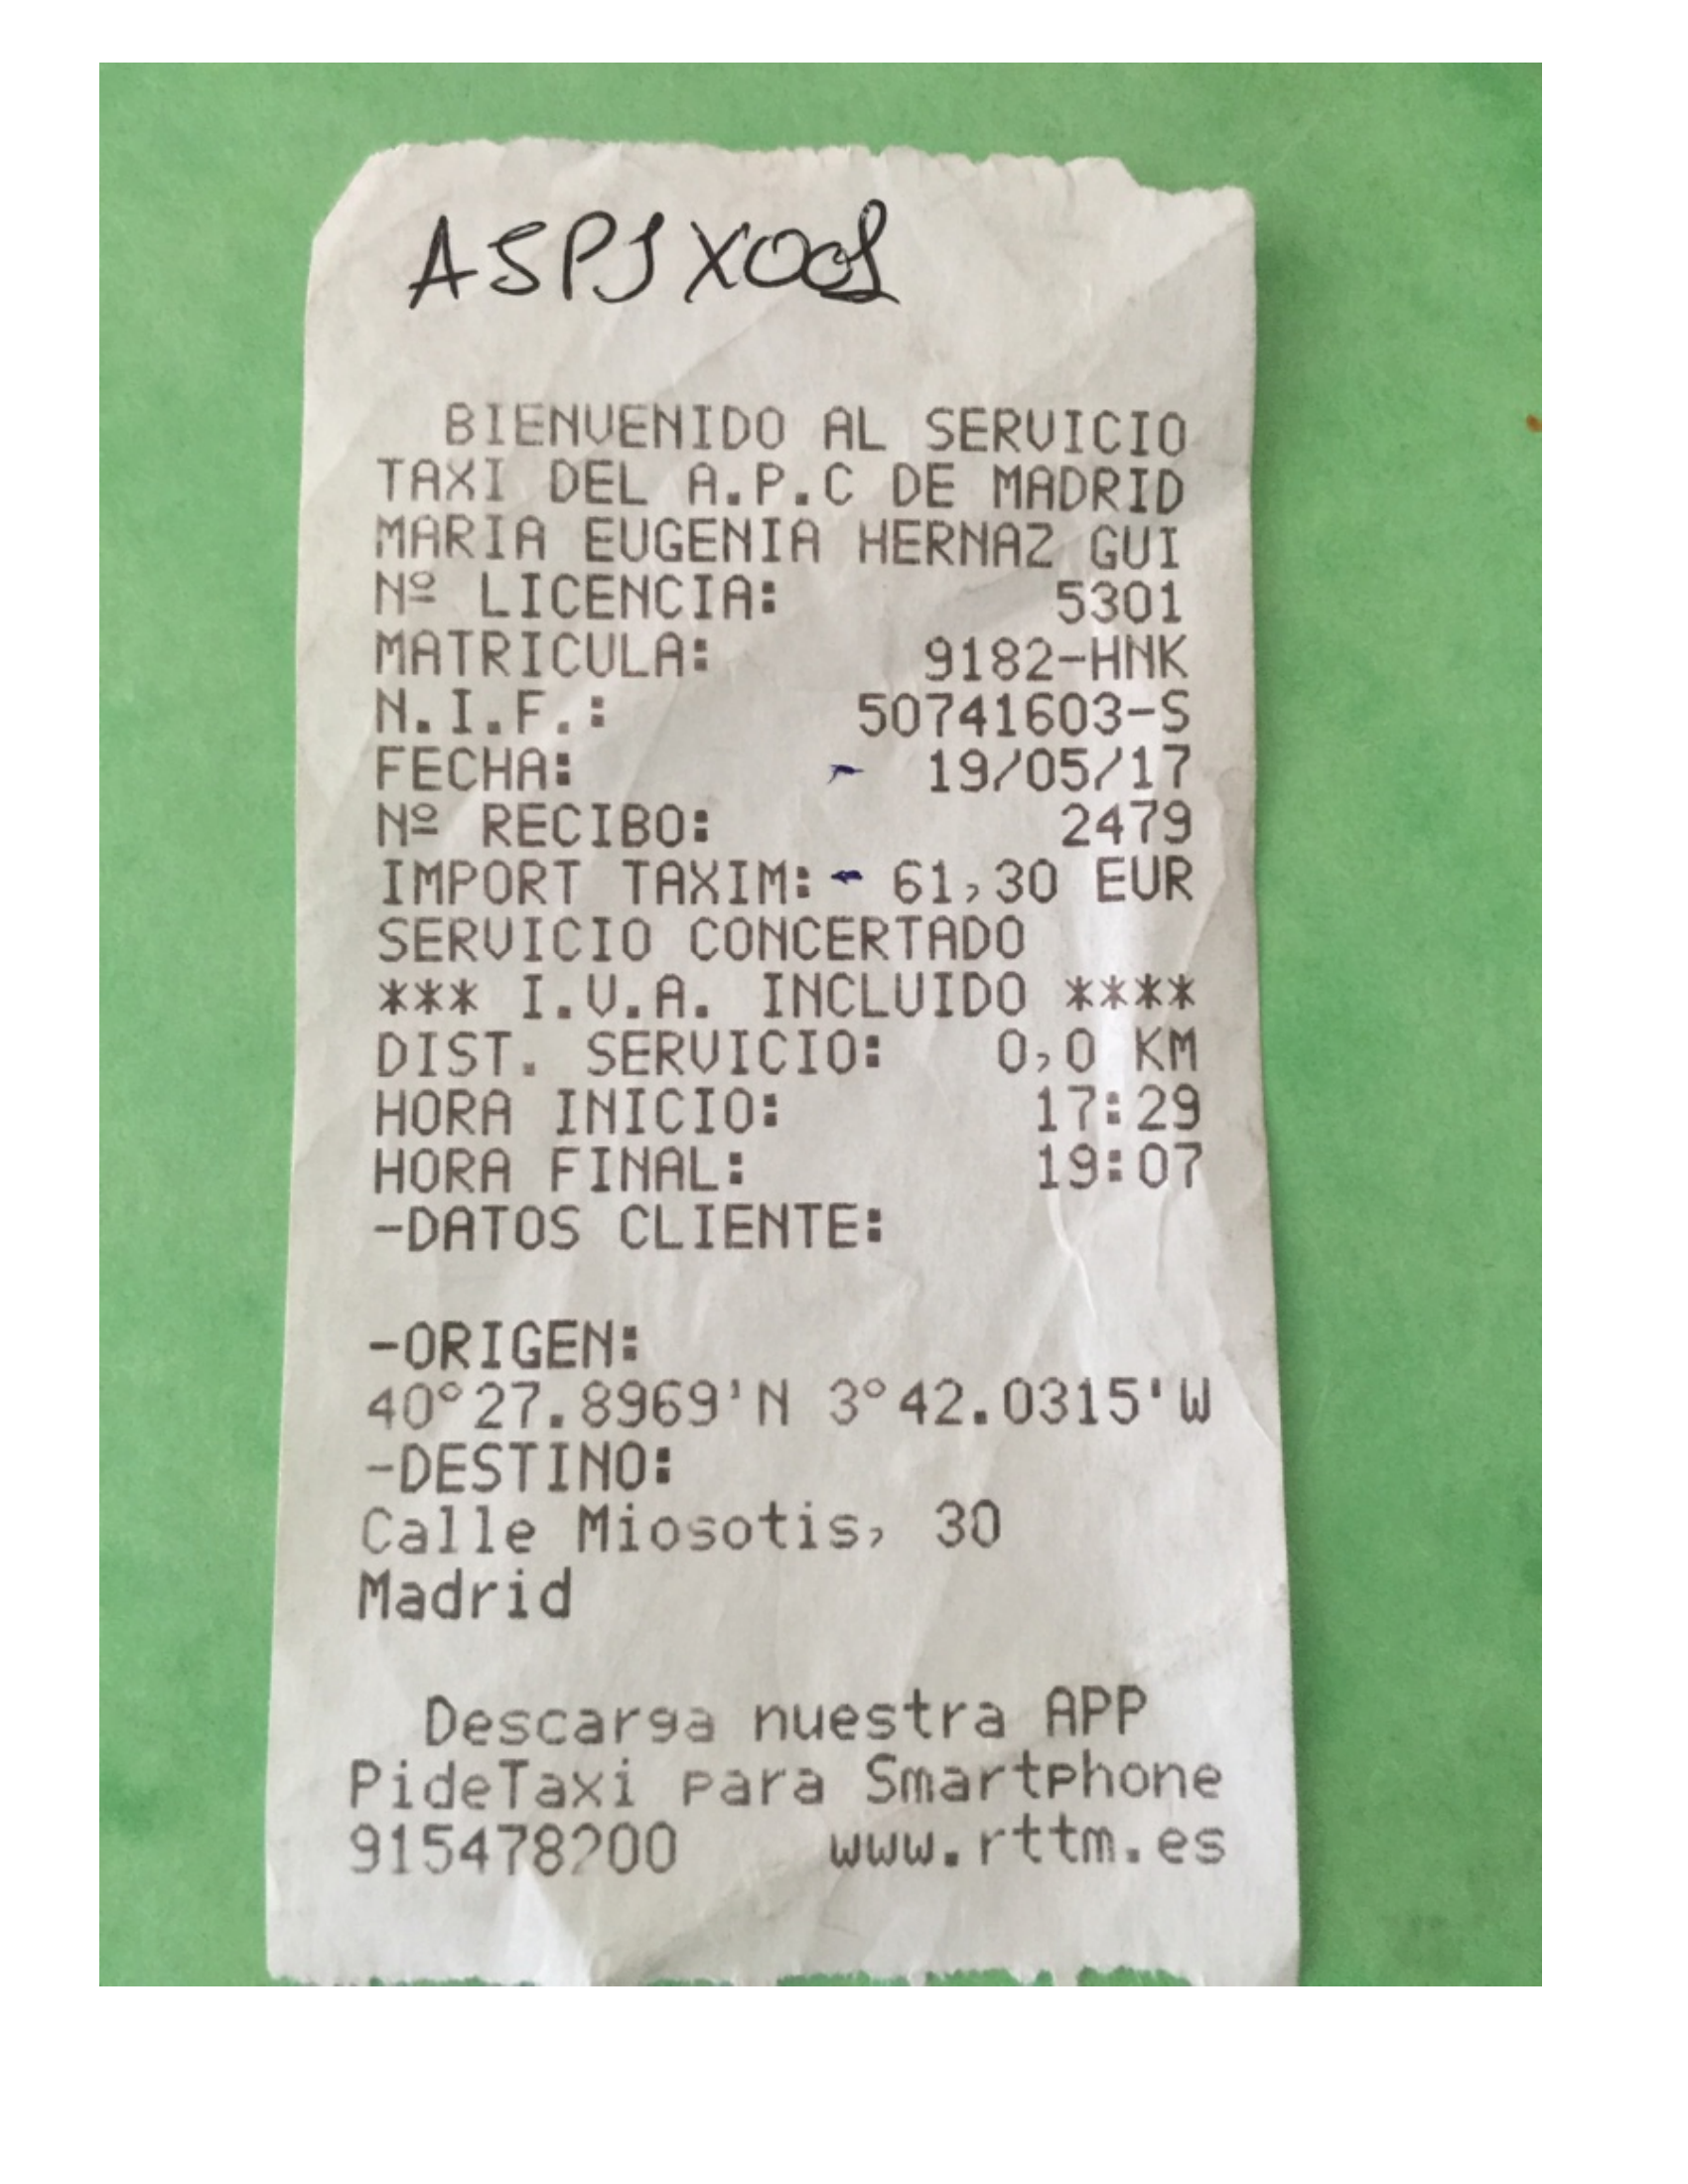 BIENVENIDO AL SERVICIO
TAXI DEL A.P.C DE MADRID
MARIA EUGENIA HERNAZ GUI
Nº LICENCIA: 5301
MATRICULA: 9182-HNK
N.I.F.: 50741603-S
FECHA: - 19/05/17
Nº RECIBO: 2479
IMPORT TAXIM: - 61,30 EUR
SERVICIO CONCERTADO
*** I.V.A. INCLUIDO ****
DIST. SERVICIO: 0,0 KM
HORA INICIO: 17:29
HORA FINAL: 19:07
-DATOS CLIENTE:
-ORIGEN:
40°27.8969'N 3°42.0315'W
-DESTINO:
Calle Miosotis, 30
Madrid
Descarga nuestra APP
PideTaxi para Smartphone
915478200 www.rttm.es